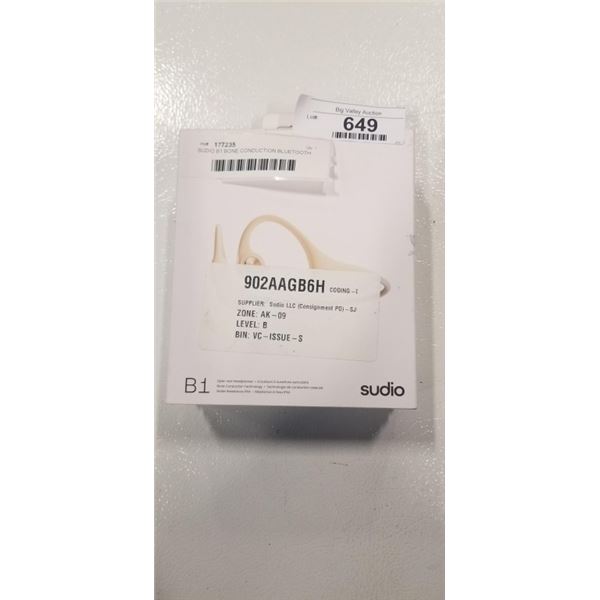 Big Valley Auction
Lot#
649
177235
SUDIO B1 BONE CONDUCTION BLUETOOTH
902AAGB6H CODING -
SUPPLIER: Sudio LLC (Consignment PO) -SJ
ZONE: AK-09
LEVEL: B
BIN: VC-ISSUE-S
B1
sudio